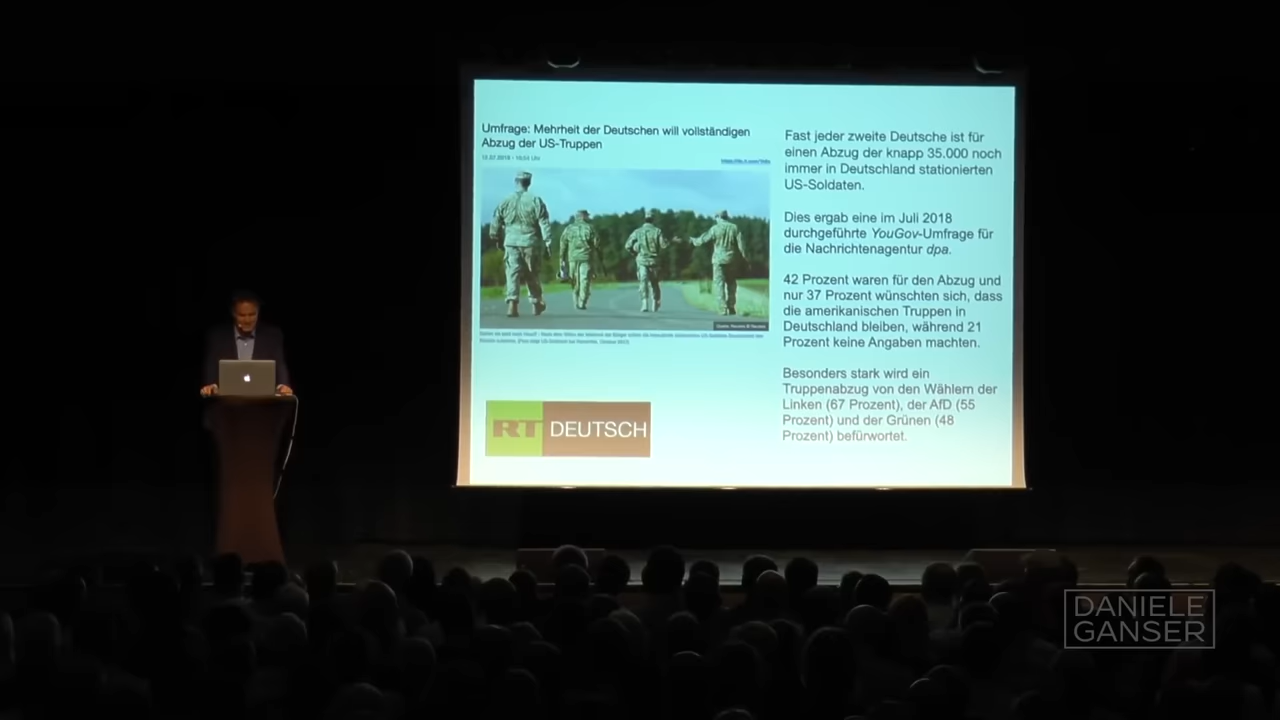 Umfrage: Mehrheit der Deutschen will vollständigen
Abzug der US-Truppen
Fast jeder zweite Deutsche ist für
einen Abzug der knapp 35.000 noch
immer in Deutschland stationierten
US-Soldaten.
Dies ergab eine im Juli 2018
durchgeführte YouGov-Umfrage für
die Nachrichtenagentur dpa.
42 Prozent waren für den Abzug und
nur 37 Prozent wünschten sich, dass
die amerikanischen Truppen in
Deutschland bleiben, während 21
Prozent keine Angaben machten.
Besonders stark wird ein
Truppenabzug von den Wählern der
Linken (67 Prozent), der AfD (55
Prozent) und der Grünen (48
Prozent) befürwortet.
RT DEUTSCH
DANIELE
GANSER